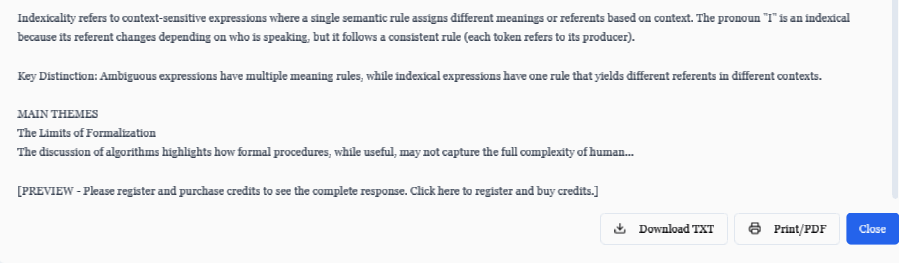 Indexicality refers to context-sensitive expressions where a single semantic rule assigns different meanings or referents based on context. The pronoun "I" is an indexical
because its referent changes depending on who is speaking, but it follows a consistent rule (each token refers to its producer).
Key Distinction: Ambiguous expressions have multiple meaning rules, while indexical expressions have one rule that yields different referents in different contexts.
MAIN THEMES
The Limits of Formalization
The discussion of algorithms highlights how formal procedures, while useful, may not capture the full complexity of human...
[PREVIEW - Please register and purchase credits to see the complete response. Click here to register and buy credits.]
Download TXT Print/PDF Close